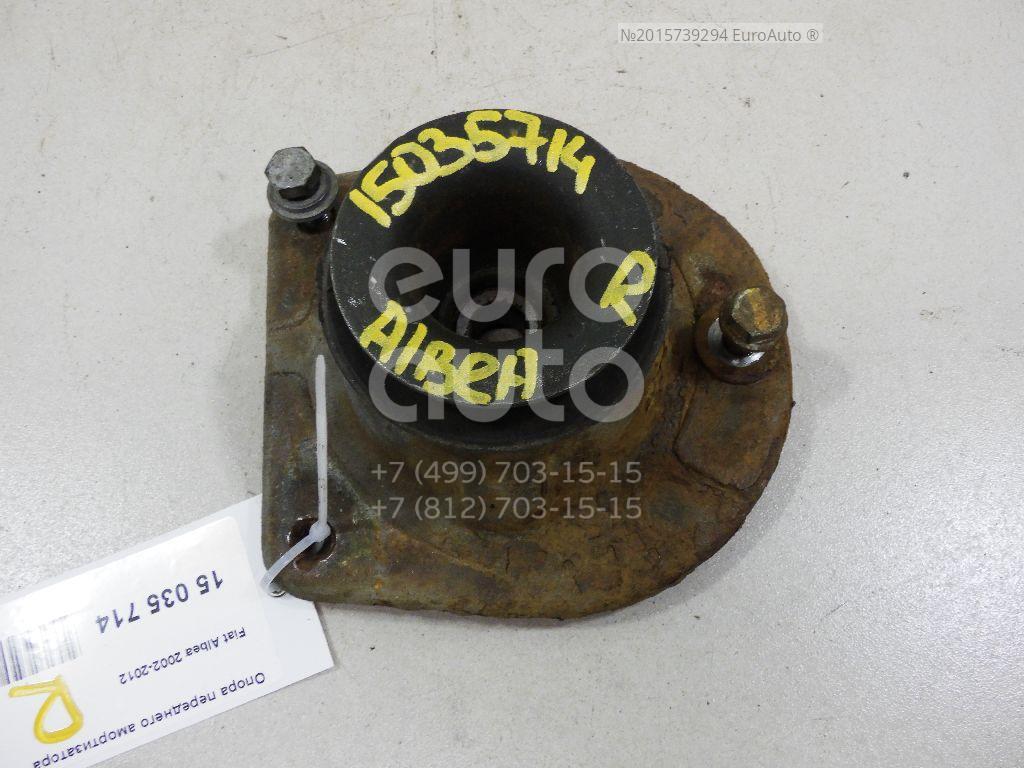 №2015739294 EuroAuto ®
15035714
R
AlBeA
euro
auto
+7 (499) 703-15-15
+7 (812) 703-15-15
15 035 714
Fiat Albea 2002-2012
Опора переднего амортизатора
R